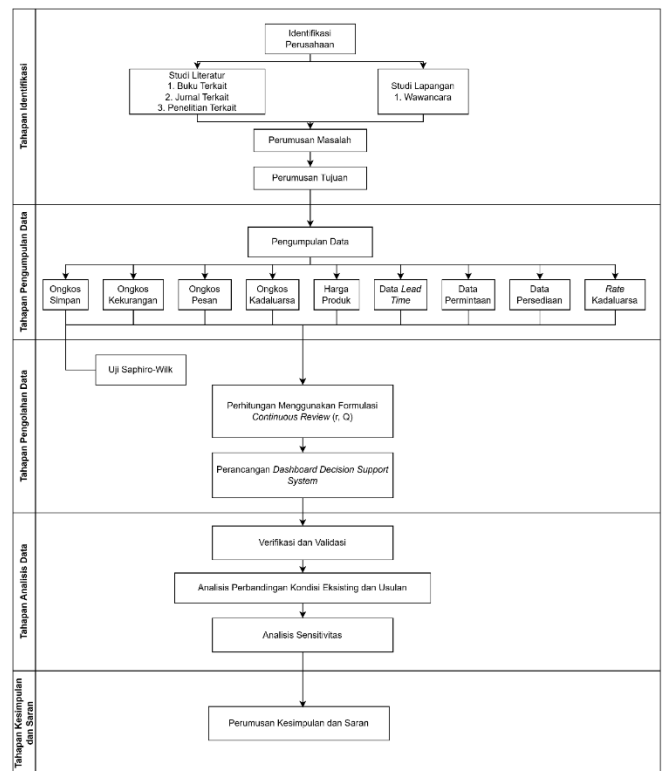 Tahapan Identifikasi
Identifikasi
Perusahaan
Studi Literatur
1. Buku Terkait
2. Jurnal Terkait
3. Penelitian Terkait
Studi Lapangan
1. Wawancara
Perumusan Masalah
Perumusan Tujuan
Tahapan Pengumpulan Data
Pengumpulan Data
Ongkos
Simpan
Ongkos
Kekurangan
Ongkos
Pesan
Ongkos
Kadaluarsa
Harga
Produk
Data Lead
Time
Data
Permintaan
Data
Persediaan
Rate
Kadaluarsa
Tahapan Pengolahan Data
Uji Saphiro-Wilk
Perhitungan Menggunakan Formulasi
Continuous Review (r, Q)
Perancangan Dashboard Decision Support
System
Tahapan Analisis Data
Verifikasi dan Validasi
Analisis Perbandingan Kondisi Eksisting dan Usulan
Analisis Sensitivitas
Tahapan Kesimpulan
dan Saran
Perumusan Kesimpulan dan Saran